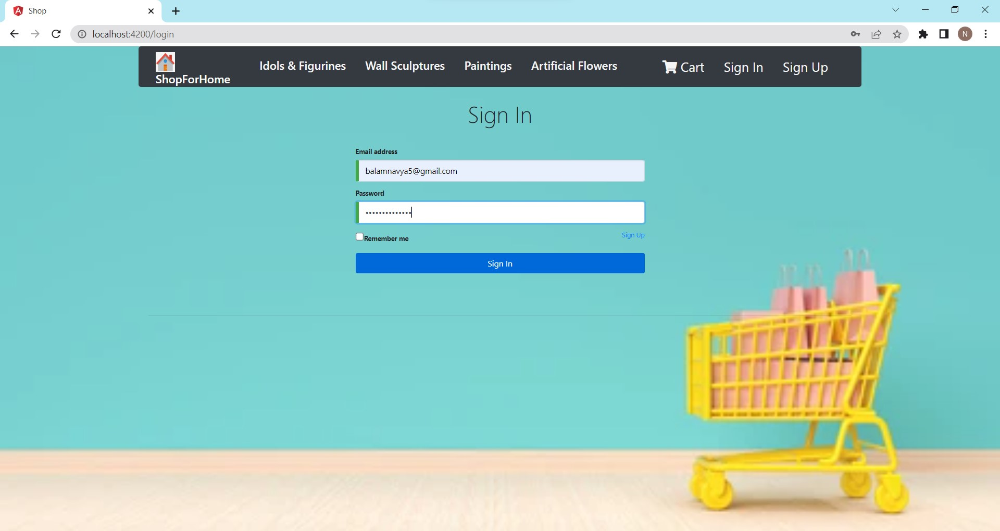 Shop
localhost:4200/login
N
ShopForHome
Idols & Figurines
Wall Sculptures
Paintings
Artificial Flowers
Cart
Sign In
Sign Up
Sign In
Email address
balamnavya5@gmail.com
Password
••••••••••••••
Remember me
Sign Up
Sign In